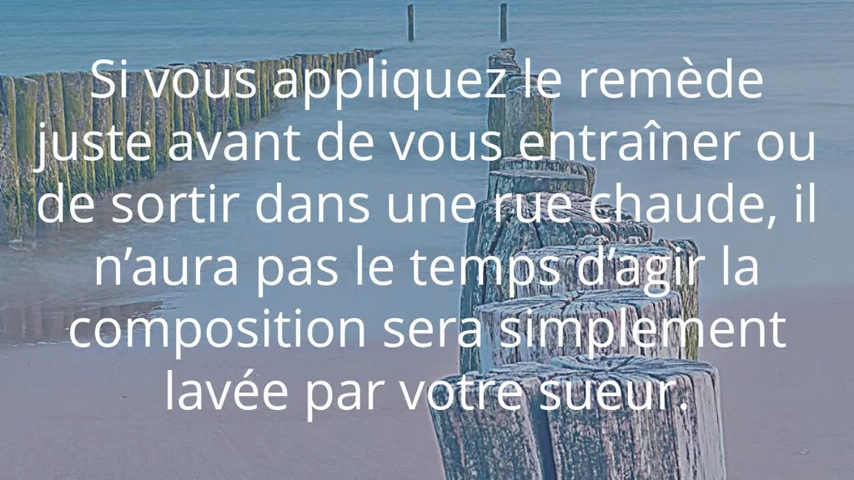 Si vous appliquez le remède
juste avant de vous entraîner ou
de sortir dans une rue chaude, il
n’aura pas le temps d’agir la
composition sera simplement
lavée par votre sueur.